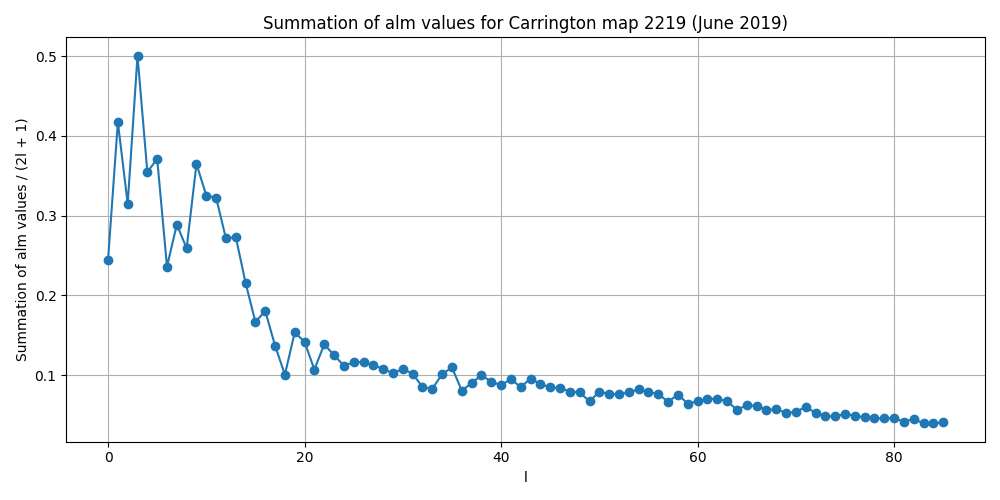 Summation of alm values for Carrington map 2219 (June 2019)
Summation of alm values / (2l + 1)
0.5
0.4
0.3
0.2
0.1
0 20 40 60 80
l